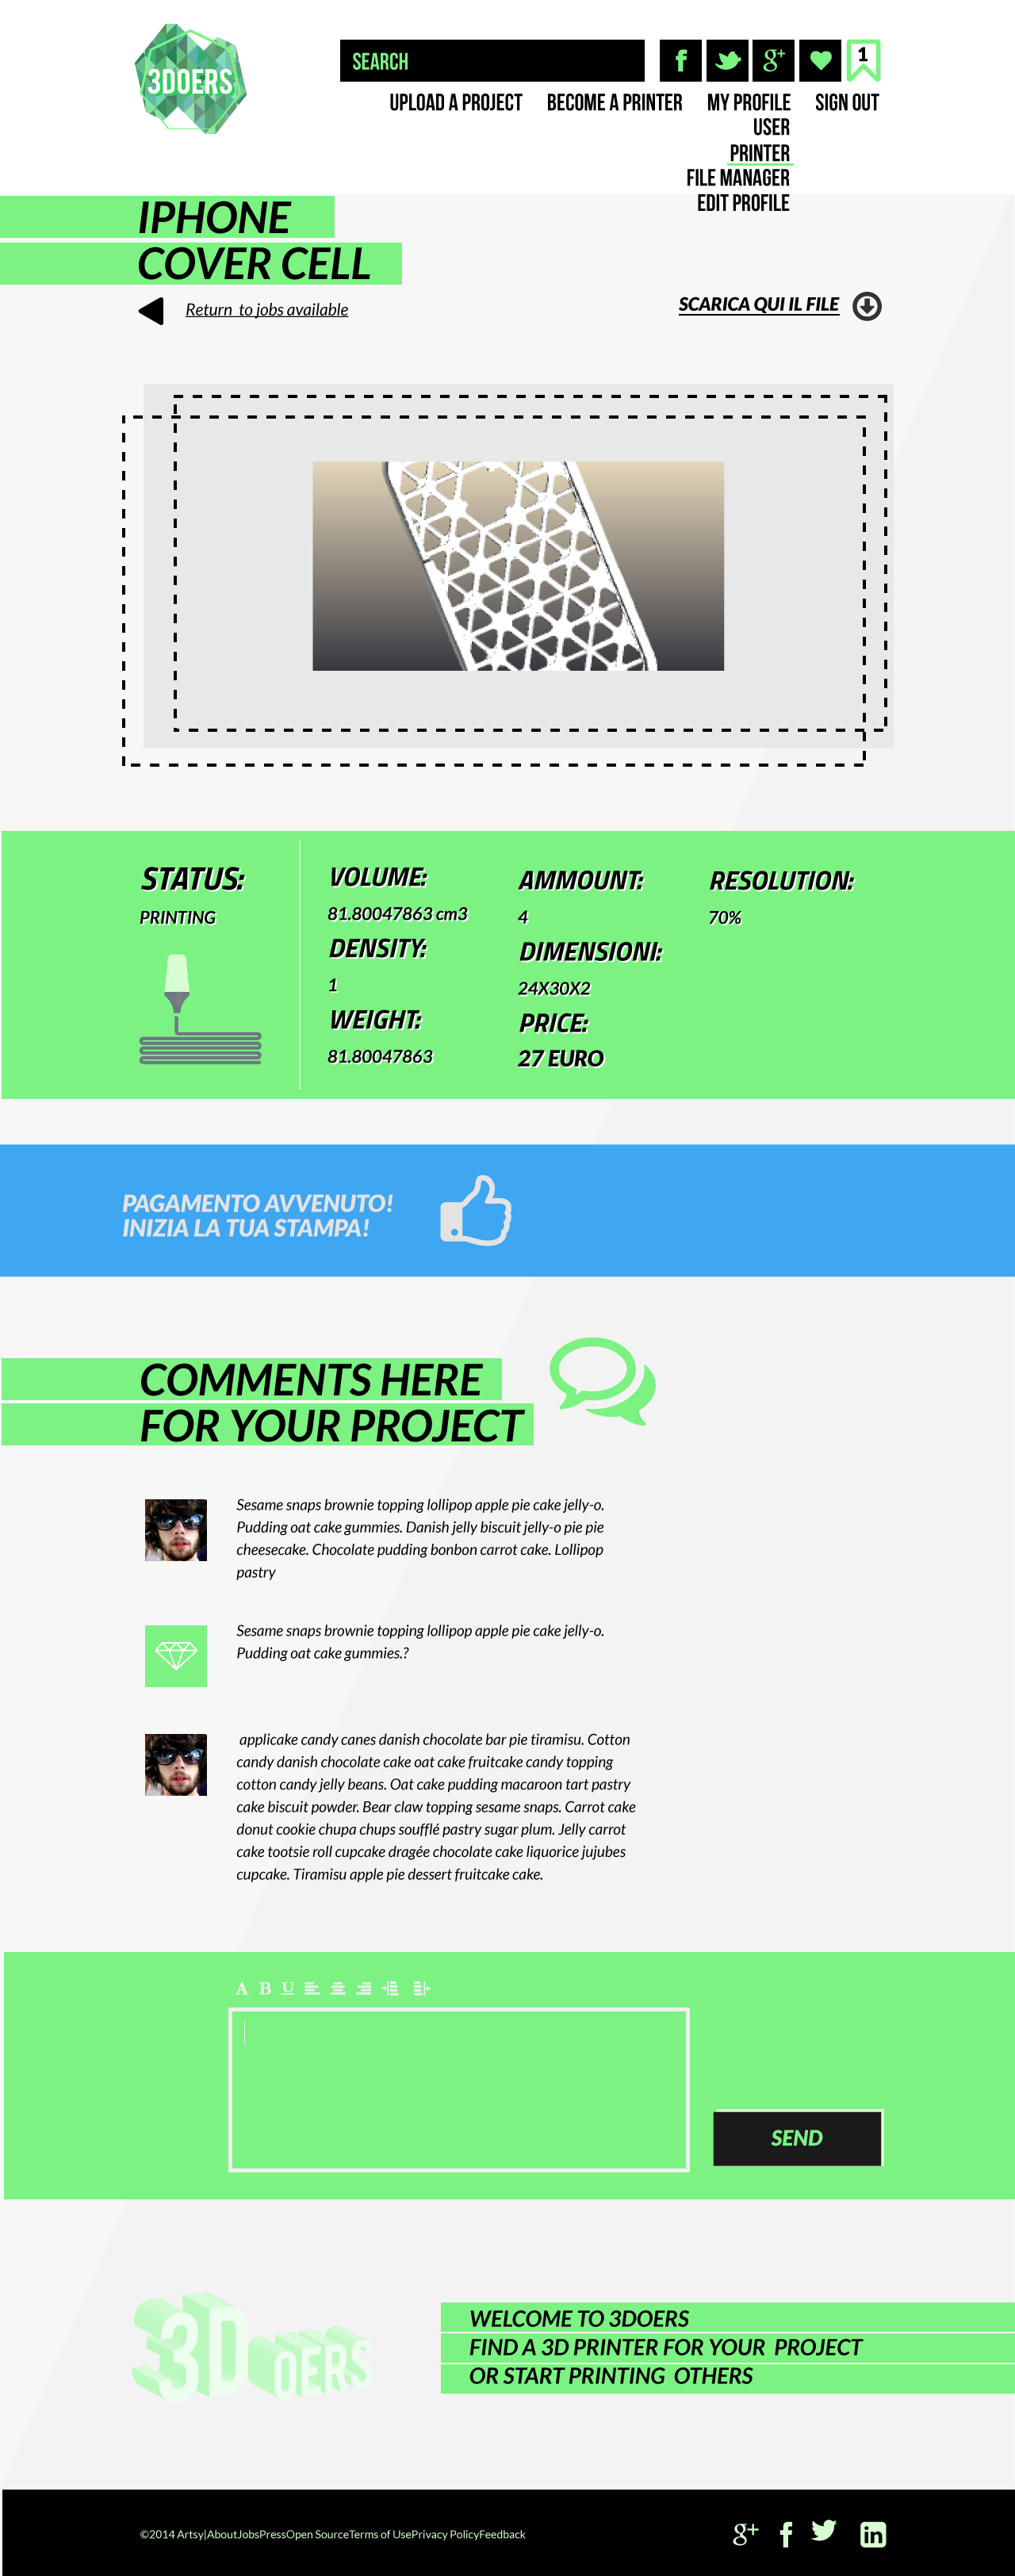 3DOERS
SEARCH
f
g+
1
UPLOAD A PROJECT
BECOME A PRINTER
MY PROFILE
SIGN OUT
USER
PRINTER
FILE MANAGER
EDIT PROFILE
IPHONE
COVER CELL
Return  to jobs available
SCARICA QUI IL FILE
STATUS:
PRINTING
VOLUME:
81.80047863 cm3
DENSITY:
1
WEIGHT:
81.80047863
AMMOUNT:
4
DIMENSIONI:
24X30X2
PRICE:
27 EURO
RESOLUTION:
70%
PAGAMENTO AVVENUTO!
INIZIA LA TUA STAMPA!
COMMENTS HERE
FOR YOUR PROJECT
Sesame snaps brownie topping lollipop apple pie cake jelly-o.
Pudding oat cake gummies. Danish jelly biscuit jelly-o pie pie
cheesecake. Chocolate pudding bonbon carrot cake. Lollipop
pastry
Sesame snaps brownie topping lollipop apple pie cake jelly-o.
Pudding oat cake gummies.?
applicake candy canes danish chocolate bar pie tiramisu. Cotton
candy danish chocolate cake oat cake fruitcake candy topping
cotton candy jelly beans. Oat cake pudding macaroon tart pastry
cake biscuit powder. Bear claw topping sesame snaps. Carrot cake
donut cookie chupa chups soufflé pastry sugar plum. Jelly carrot
cake tootsie roll cupcake dragée chocolate cake liquorice jujubes
cupcake. Tiramisu apple pie dessert fruitcake cake.
A B U
SEND
3DOERS
WELCOME TO 3DOERS
FIND A 3D PRINTER FOR YOUR  PROJECT
OR START PRINTING  OTHERS
©2014 Artsy|AboutJobsPressOpen SourceTerms of UsePrivacy PolicyFeedback
g+ f in